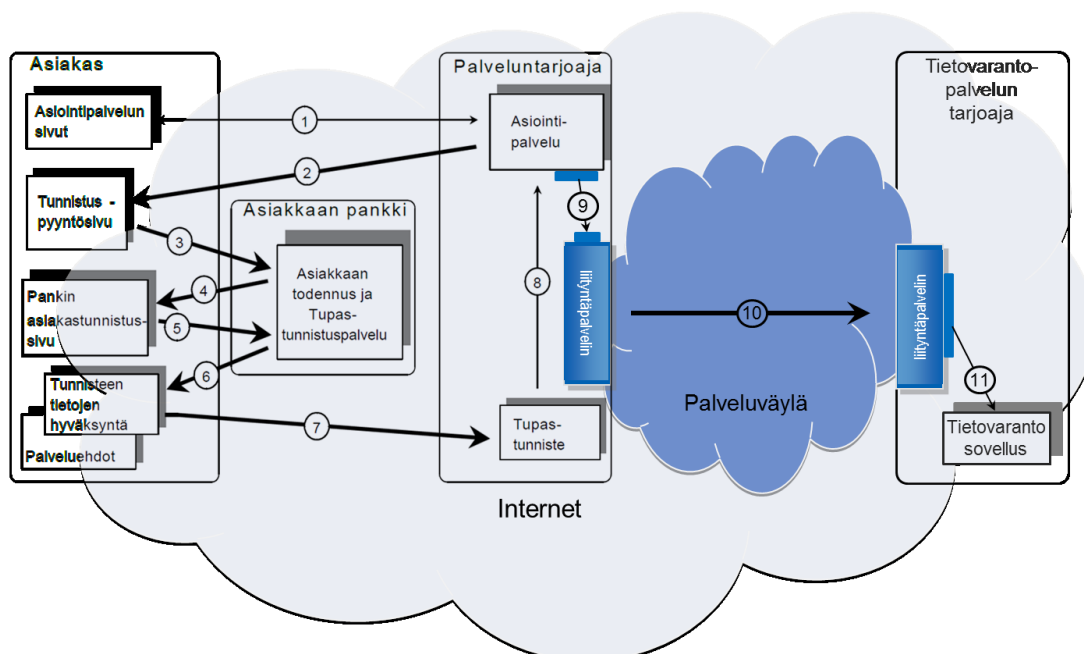 Asiakas
Asiointipalvelun
sivut
Tunnistus -
pyyntösivu
Pankin
asiakastunnistus-
sivu
Tunnisteen
tietojen
hyväksyntä
Palveluehdot
1
2
3
4
5
6
7
Asiakkaan pankki
Asiakkaan
todennus ja
Tupas-
tunnistuspalvelu
Palveluntarjoaja
Asiointi-
palvelu
9
8
liityntäpalvelin
Tupas-
tunniste
Internet
10
Palveluväylä
Tietovaranto-
palvelun
tarjoaja
liityntäpalvelin
11
Tietovaranto
sovellus